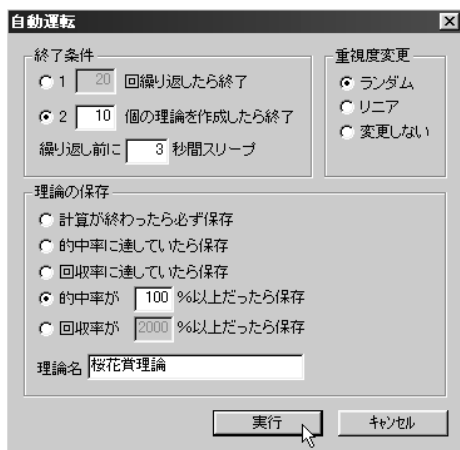 自動運転
終了条件
1 20 回繰り返したら終了
2 10 個の理論を作成したら終了
繰り返し前に 3 秒間スリープ
重視度変更
ランダム
リニア
変更しない
理論の保存
計算が終わったら必ず保存
的中率に達していたら保存
回収率に達していたら保存
的中率が 100 %以上だったら保存
回収率が 2000 %以上だったら保存
理論名 桜花賞理論
実行 キャンセル